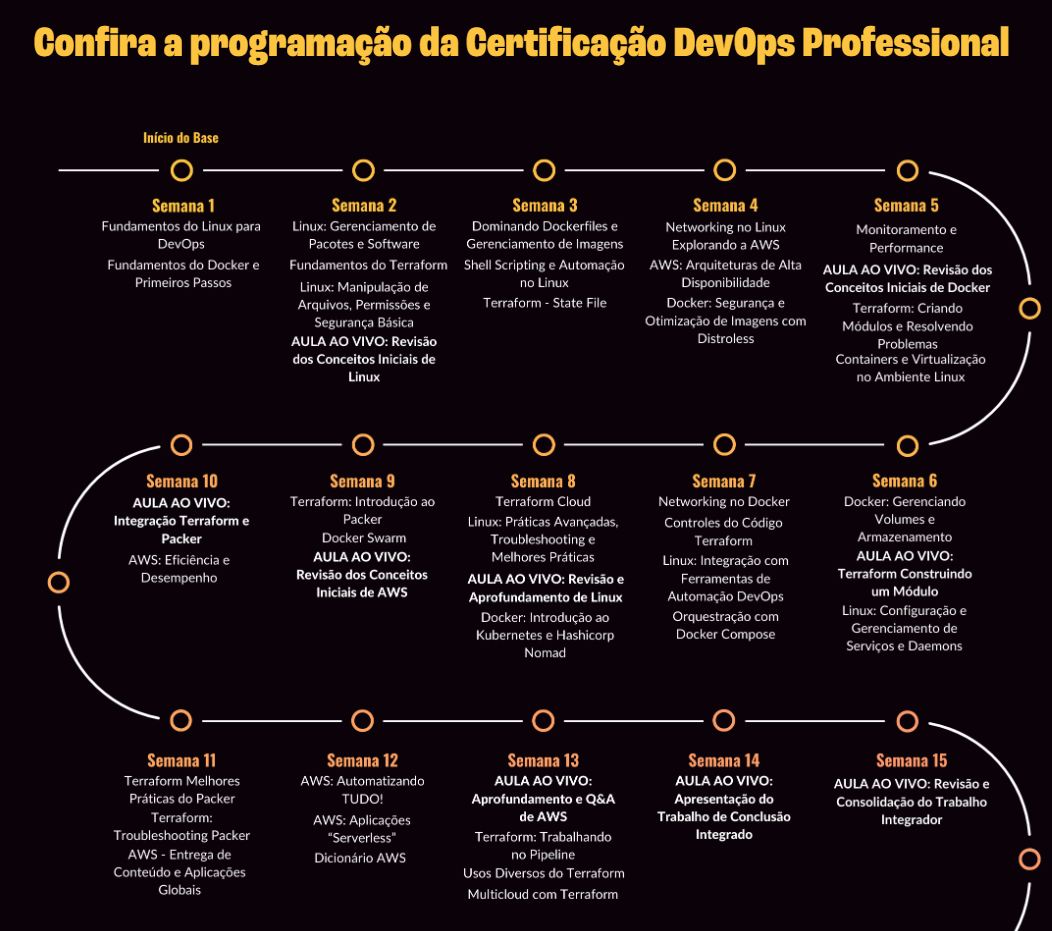 Confira a programação da Certificação DevOps Professional
Início do Base
Semana 1
Fundamentos do Linux para
DevOps
Fundamentos do Docker e
Primeiros Passos
Semana 2
Linux: Gerenciamento de
Pacotes e Software
Fundamentos do Terraform
Linux: Manipulação de
Arquivos, Permissões e
Segurança Básica
AULA AO VIVO: Revisão
dos Conceitos Iniciais de
Linux
Semana 3
Dominando Dockerfiles e
Gerenciamento de Imagens
Shell Scripting e Automação
no Linux
Terraform - State File
Semana 4
Networking no Linux
Explorando a AWS
AWS: Arquiteturas de Alta
Disponibilidade
Docker: Segurança e
Otimização de Imagens com
Distroless
Semana 5
Monitoramento e
Performance
AULA AO VIVO: Revisão dos
Conceitos Iniciais de Docker
Terraform: Criando
Módulos e Resolvendo
Problemas
Containers e Virtualização
no Ambiente Linux
Semana 6
Docker: Gerenciando
Volumes e
Armazenamento
AULA AO VIVO:
Terraform Construindo
um Módulo
Linux: Configuração e
Gerenciamento de
Serviços e Daemons
Semana 7
Networking no Docker
Controles do Código
Terraform
Linux: Integração com
Ferramentas de
Automação DevOps
Orquestração com
Docker Compose
Semana 8
Terraform Cloud
Linux: Práticas Avançadas,
Troubleshooting e
Melhores Práticas
AULA AO VIVO: Revisão e
Aprofundamento de Linux
Docker: Introdução ao
Kubernetes e Hashicorp
Nomad
Semana 9
Terraform: Introdução ao
Packer
Docker Swarm
AULA AO VIVO:
Revisão dos Conceitos
Iniciais de AWS
Semana 10
AULA AO VIVO:
Integração Terraform e
Packer
AWS: Eficiência e
Desempenho
Semana 11
Terraform Melhores
Práticas do Packer
Terraform:
Troubleshooting Packer
AWS - Entrega de
Conteúdo e Aplicações
Globais
Semana 12
AWS: Automatizando
TUDO!
AWS: Aplicações
"Serverless"
Dicionário AWS
Semana 13
AULA AO VIVO:
Aprofundamento e Q&A
de AWS
Terraform: Trabalhando
no Pipeline
Usos Diversos do Terraform
Multicloud com Terraform
Semana 14
AULA AO VIVO:
Apresentação do
Trabalho de Conclusão
Integrado
Semana 15
AULA AO VIVO: Revisão e
Consolidação do Trabalho
Integrador